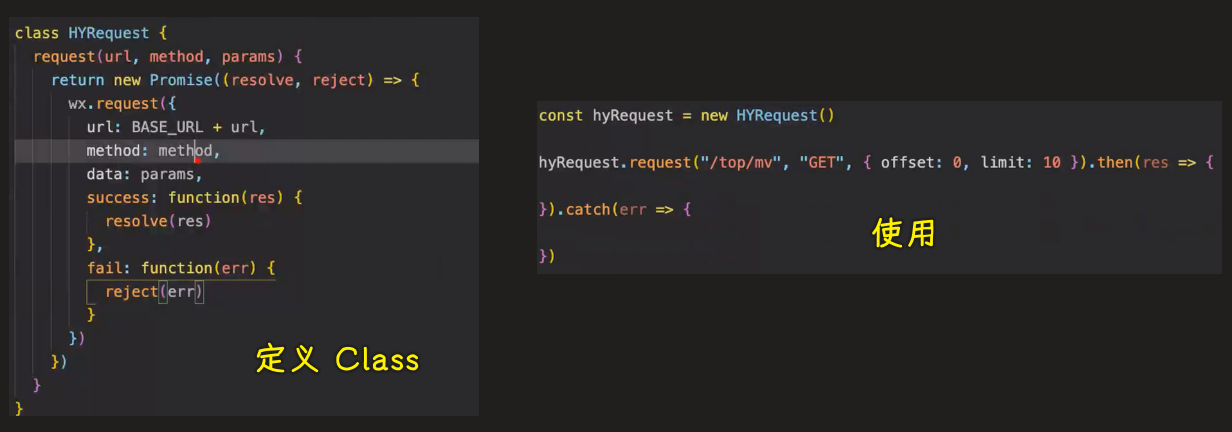 class HYRequest {
request(url, method, params) {
return new Promise((resolve, reject) => {
wx.request({
url: BASE_URL + url,
method: method,
data: params,
success: function(res) {
resolve(res)
},
fail: function(err) {
reject(err)
}
})
})
}
}
定义 Class
const hyRequest = new HYRequest()
hyRequest.request("/top/mv", "GET", { offset: 0, limit: 10 }).then(res => {
}).catch(err => {
})
使用